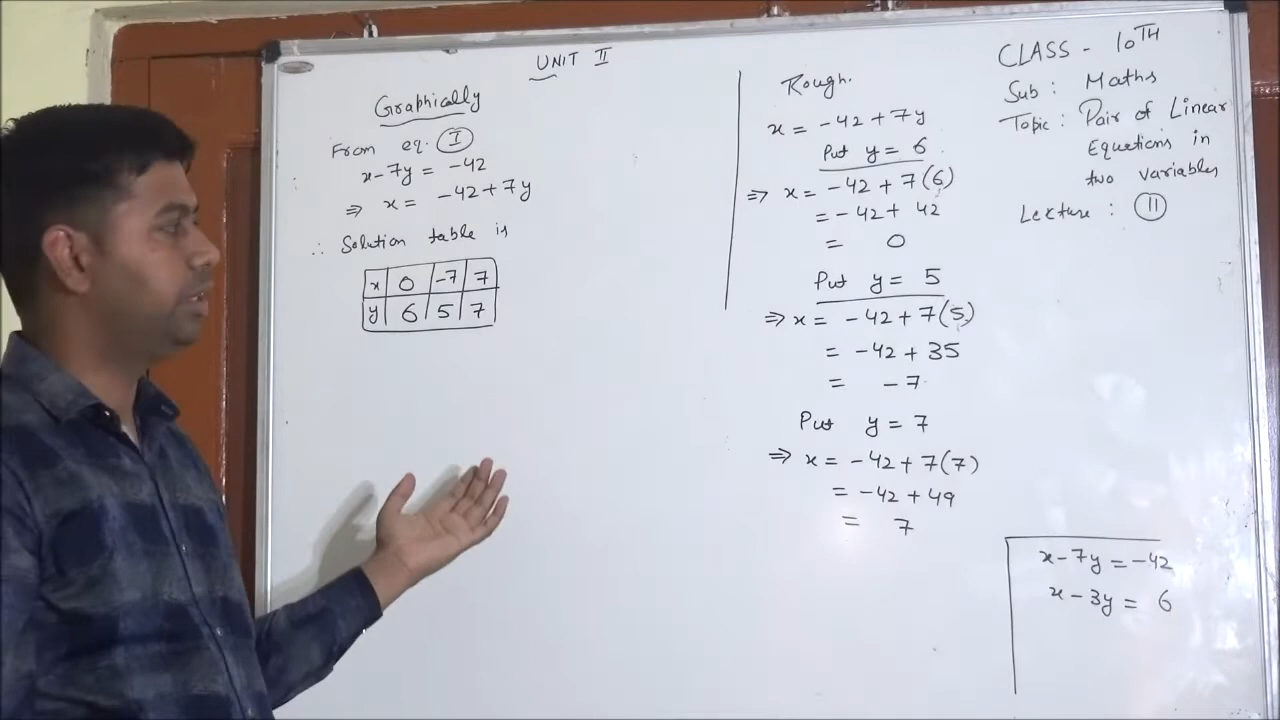 UNIT II
Graphically
From eq. I
x-7y = -42
⇒ x = -42+7y
∴ Solution table is
x 0 -7 7
y 6 5 7
Rough.
x = -42+7y
Put y = 6
⇒ x = -42 + 7(6)
= -42 + 42
= 0
Put y = 5
⇒ x = -42+7(5)
= -42 + 35
= -7
Put y = 7
⇒ x = -42+7(7)
= -42+49
= 7
CLASS - 10TH
Sub : Maths
Topic : Pair of Linear
Equations in
two variables
Lexture : II
x-7y = -42
x-3y = 6